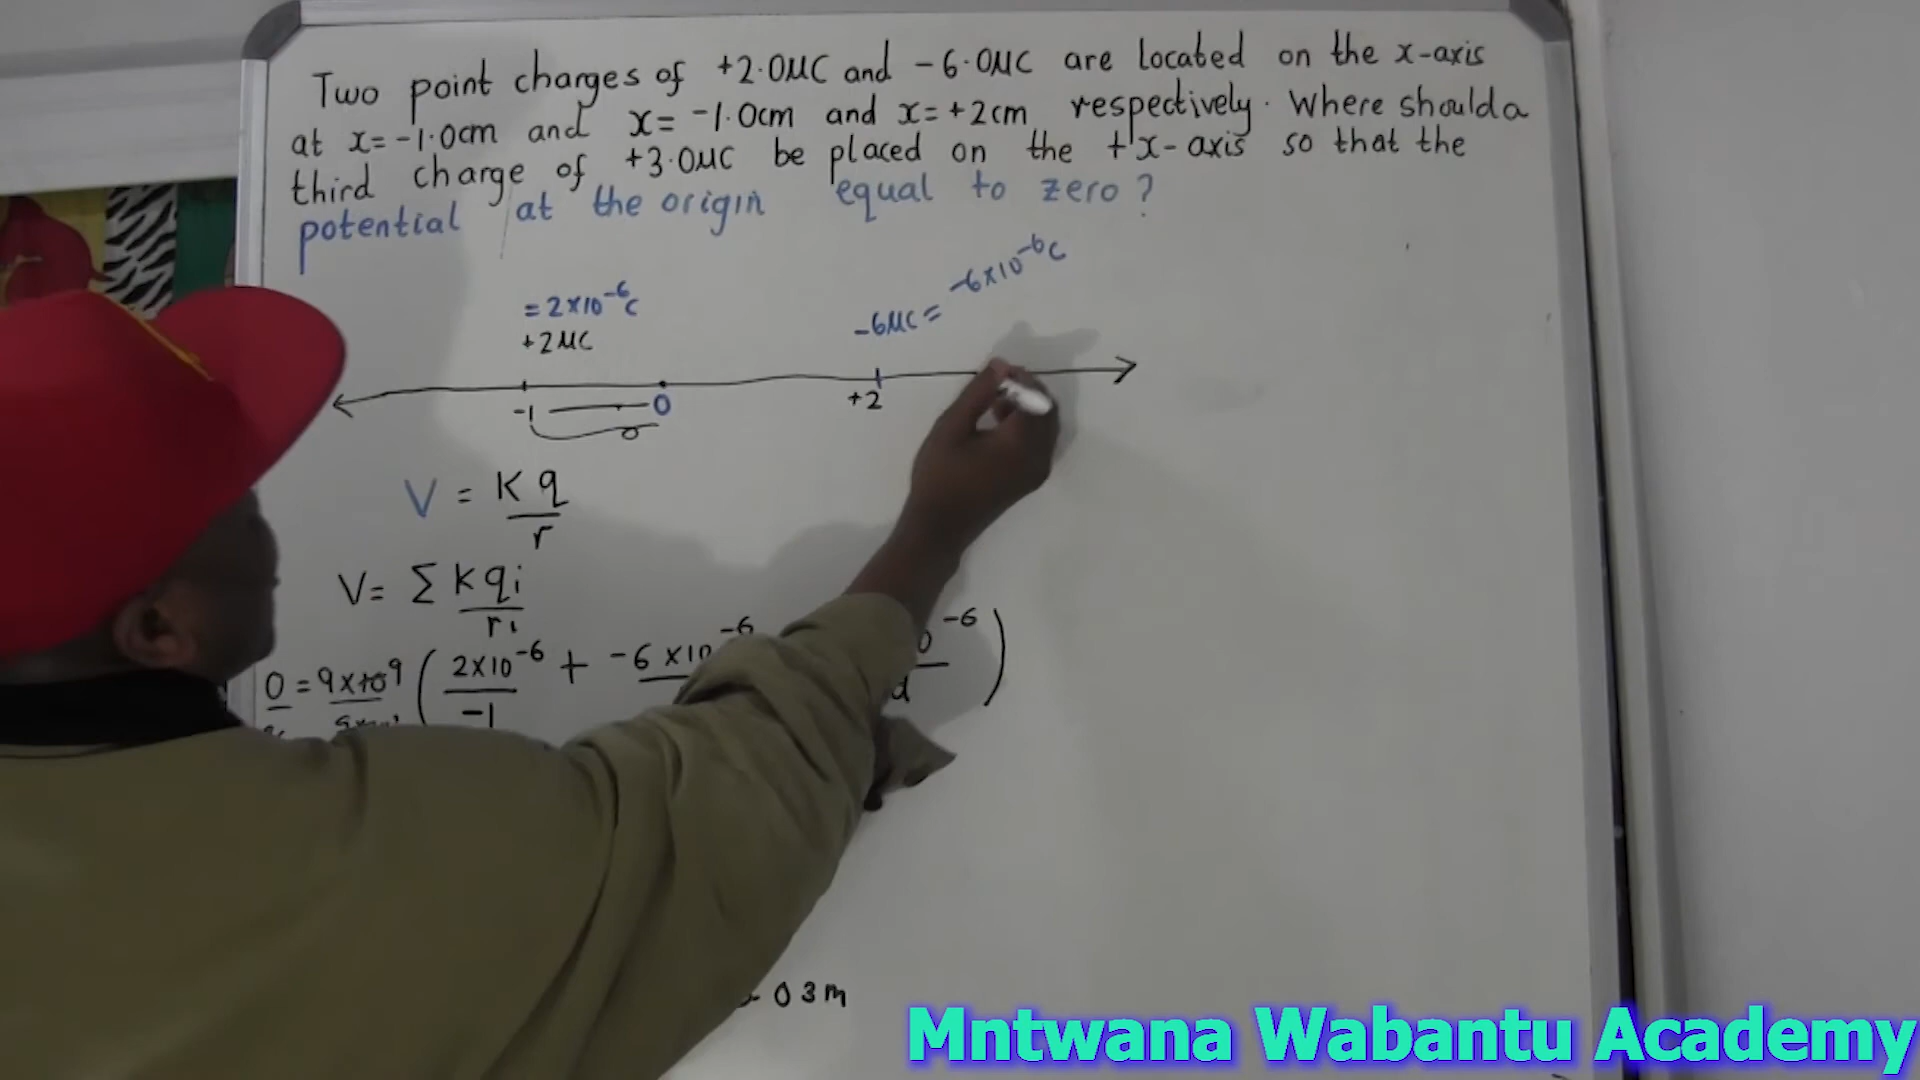 Two point charges of +2.0μC and -6.0μC are located on the x-axis
at x=-1.0cm and x= -1.0cm and x=+2cm respectively. Where should a
third charge of +3.0μC be placed on the +x-axis so that the
potential at the origin equal to zero?
= 2x10^-6 C
-6μC = -6x10^-6 C
+2μC
-1 0 +2
V = Kq/r
V = Σ Kqi/ri
0 = 9x10^9 ( 2x10^-6/-1 + -6x10^-6 -6/d )
03m
Mntwana Wabantu Academy